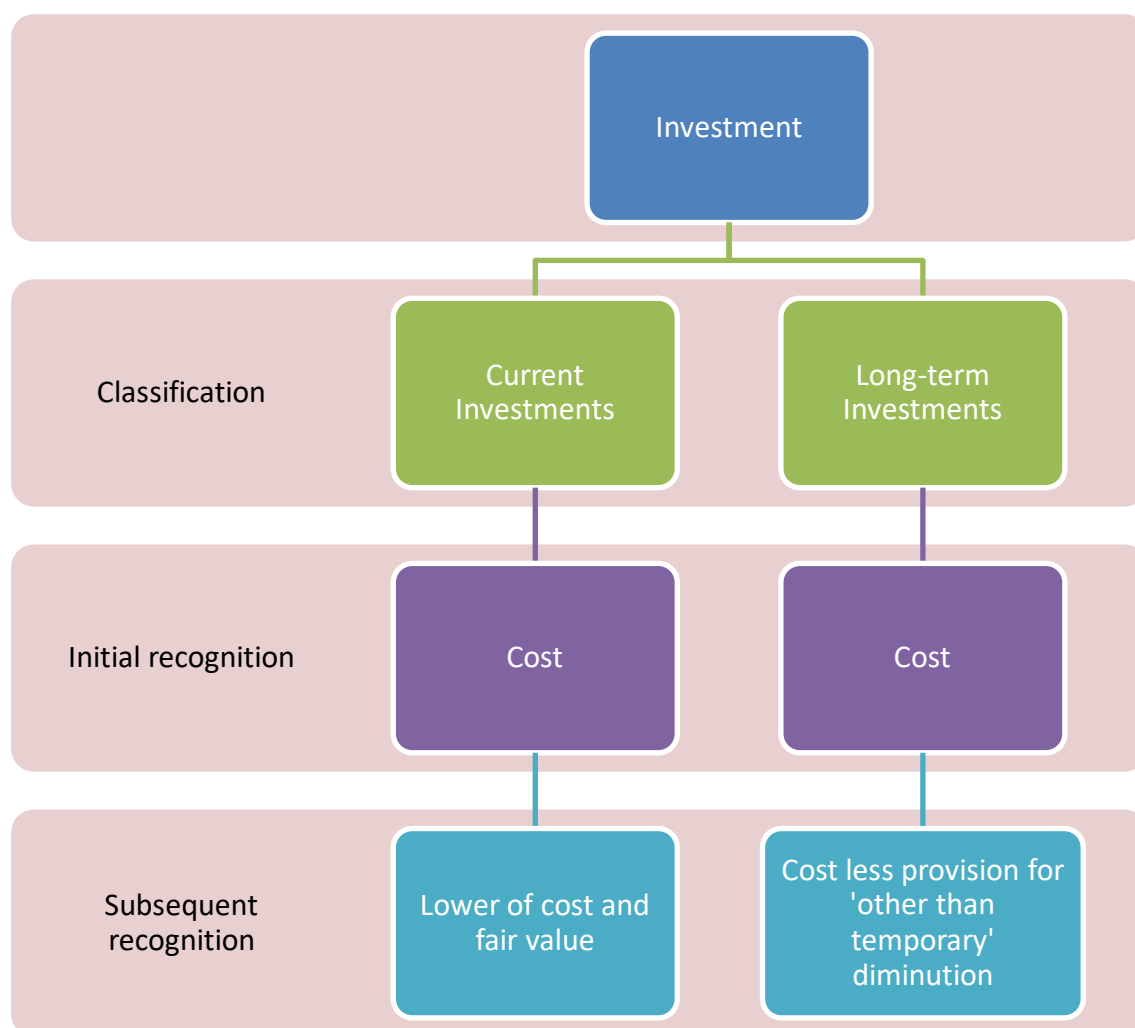 Investment
Classification
Current
Investments
Long-term
Investments
Initial recognition
Cost
Cost
Subsequent
recognition
Lower of cost and
fair value
Cost less provision for
'other than
temporary'
diminution